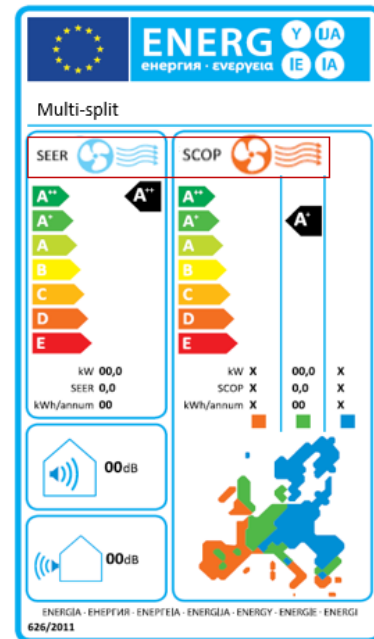 ENERG Y UA
енергия · ενεργεια IE IA
Multi-split
SEER
A++
A++
A+
A
B
C
D
E
kW 00,0
SEER 0,0
kWh/annum 00
SCOP
A++
A+
A+
A
B
C
D
E
kW X 00,0 X
SCOP X 0,0 X
kWh/annum X 00 X
00dB
00dB
ENERGIA · ЕНЕРГИЯ · ΕΝΕΡΓΕΙΑ · ENERGIJA · ENERGY · ENERGIE · ENERGI
626/2011